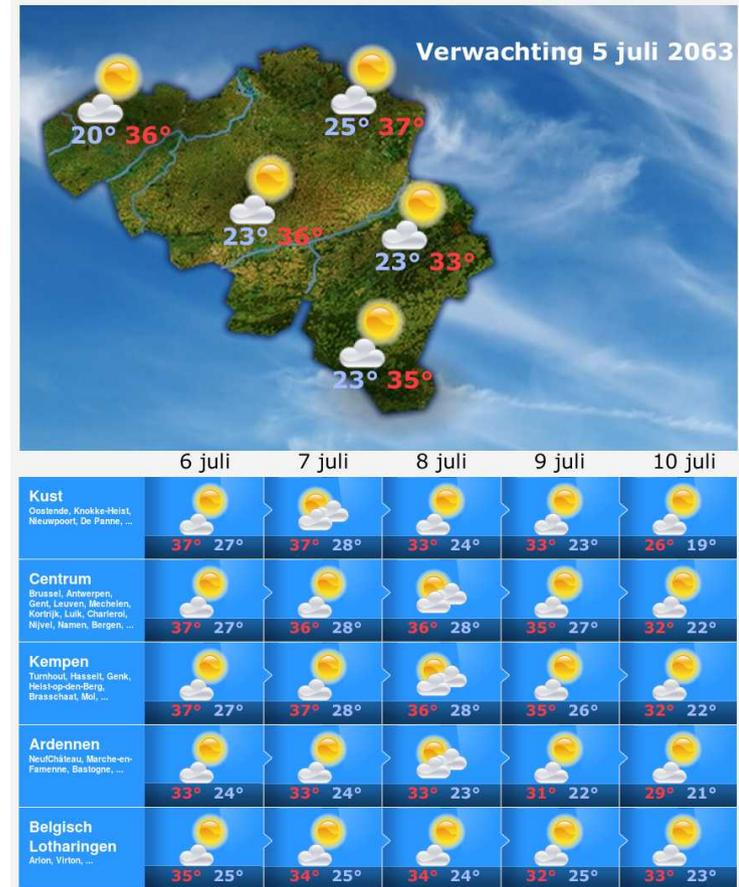 Verwachting 5 juli 2063
20° 36°
25° 37°
23° 36°
23° 33°
23° 35°
6 juli 7 juli 8 juli 9 juli 10 juli
Kust
Oostende, Knokke-Heist,
Nieuwpoort, De Panne, ...
37° 27° 37° 28° 33° 24° 33° 23° 26° 19°
Centrum
Brussel, Antwerpen,
Gent, Leuven, Mechelen,
Kortrijk, Luik, Charleroi,
Nijvel, Namen, Bergen, ...
37° 27° 36° 28° 36° 28° 35° 27° 32° 22°
Kempen
Turnhout, Hasselt, Genk,
Heist-op-den-Berg,
Brasschaat, Mol, ...
37° 27° 37° 28° 36° 28° 35° 26° 32° 22°
Ardennen
NeufChâteau, Marche-en-
Famenne, Bastogne, ...
33° 24° 33° 24° 33° 23° 31° 22° 29° 21°
Belgisch
Lotharingen
Arlon, Virton, ...
35° 25° 34° 25° 34° 24° 32° 25° 33° 23°